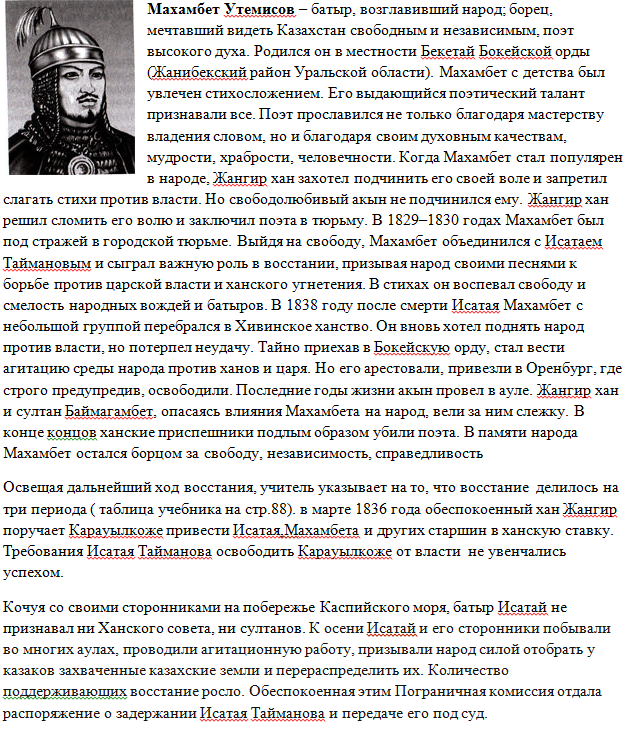 Махамбет Утемисов – батыр, возглавивший народ; борец,
мечтавший видеть Казахстан свободным и независимым, поэт
высокого духа. Родился он в местности Бекетай Бокейской орды
(Жанибекский район Уральской области). Махамбет с детства был
увлечен стихосложением. Его выдающийся поэтический талант
признавали все. Поэт прославился не только благодаря мастерству
владения словом, но и благодаря своим духовным качествам,
мудрости, храбрости, человечности. Когда Махамбет стал популярен
в народе, Жангир хан захотел подчинить его своей воле и запретил
слагать стихи против власти. Но свободолюбивый акын не подчинился ему. Жангир хан
решил сломить его волю и заключил поэта в тюрьму. В 1829–1830 годах Махамбет был
под стражей в городской тюрьме. Выйдя на свободу, Махамбет объединился с Исатаем
Таймановым и сыграл важную роль в восстании, призывая народ своими песнями к
борьбе против царской власти и ханского угнетения. В стихах он воспевал свободу и
смелость народных вождей и батыров. В 1838 году после смерти Исатая Махамбет с
небольшой группой перебрался в Хивинское ханство. Он вновь хотел поднять народ
против власти, но потерпел неудачу. Тайно приехав в Бокейскую орду, стал вести
агитацию среды народа против ханов и царя. Но его арестовали, привезли в Оренбург, где
строго предупредив, освободили. Последние годы жизни акын провел в ауле. Жангир хан
и султан Баймагамбет, опасаясь влияния Махамбета на народ, вели за ним слежку. В
конце концов ханские приспешники подлым образом убили поэта. В памяти народа
Махамбет остался борцом за свободу, независимость, справедливость
Освещая дальнейший ход восстания, учитель указывает на то, что восстание делилось на
три периода ( таблица учебника на стр.88). в марте 1836 года обеспокоенный хан Жангир
поручает Карауылкоже привести Исатая,Махамбета и других старшин в ханскую ставку.
Требования Исатая Тайманова освободить Карауылкоже от власти не увенчались
успехом.
Кочуя со своими сторонниками на побережье Каспийского моря, батыр Исатай не
признавал ни Ханского совета, ни султанов. К осени Исатай и его сторонники побывали
во многих аулах, проводили агитационную работу, призывали народ силой отобрать у
казаков захваченные казахские земли и перераспределить их. Количество
поддерживающих восстание росло. Обеспокоенная этим Пограничная комиссия отдала
распоряжение о задержании Исатая Тайманова и передаче его под суд.